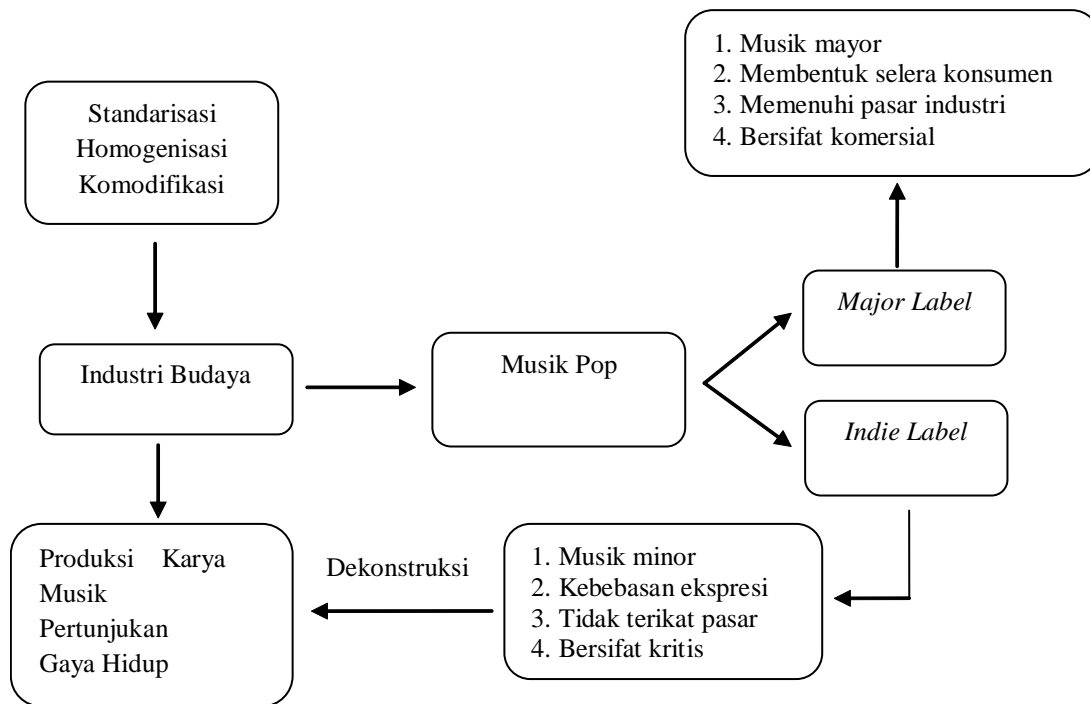 1. Musik mayor
2. Membentuk selera konsumen
3. Memenuhi pasar industri
4. Bersifat komersial
Standarisasi
Homogenisasi
Komodifikasi
Major Label
Industri Budaya
Musik Pop
Indie Label
Produksi Karya
Musik
Pertunjukan
Gaya Hidup
Dekonstruksi
1. Musik minor
2. Kebebasan ekspresi
3. Tidak terikat pasar
4. Bersifat kritis